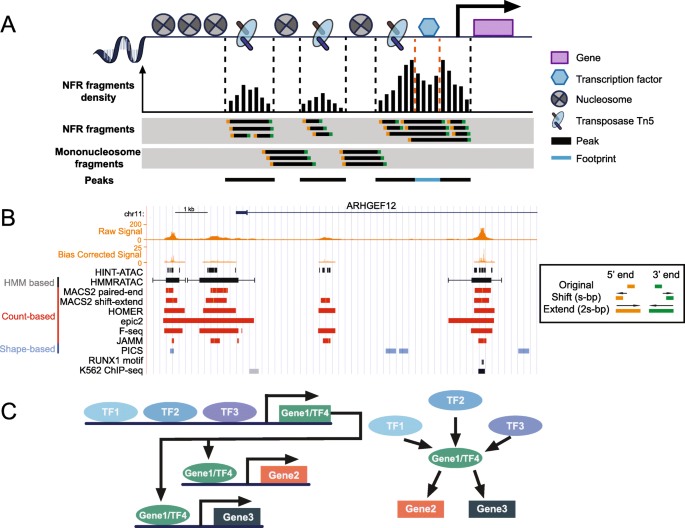 A
NFR fragments
density
NFR fragments
Mononucleosome
fragments
Peaks
Gene
Transcription factor
Nucleosome
Transposase Tn5
Peak
Footprint
B
1 kb
ARHGEF12
chr11:
200
Raw Signal
0
25
Bias Corrected Signal
0
HINT-ATAC
HMM based
HMMRATAC
MACS2 paired-end
MACS2 shift-extend
HOMER
Count-based
epic2
F-seq
JAMM
Shape-based
PICS
RUNX1 motif
K562 ChIP-seq
5' end 3' end
Original
Shift (s-bp)
Extend (2s-bp)
C
TF1 TF2 TF3 Gene1/TF4
Gene1/TF4 Gene2
Gene1/TF4 Gene3
TF2
TF1 TF3
Gene1/TF4
Gene2 Gene3